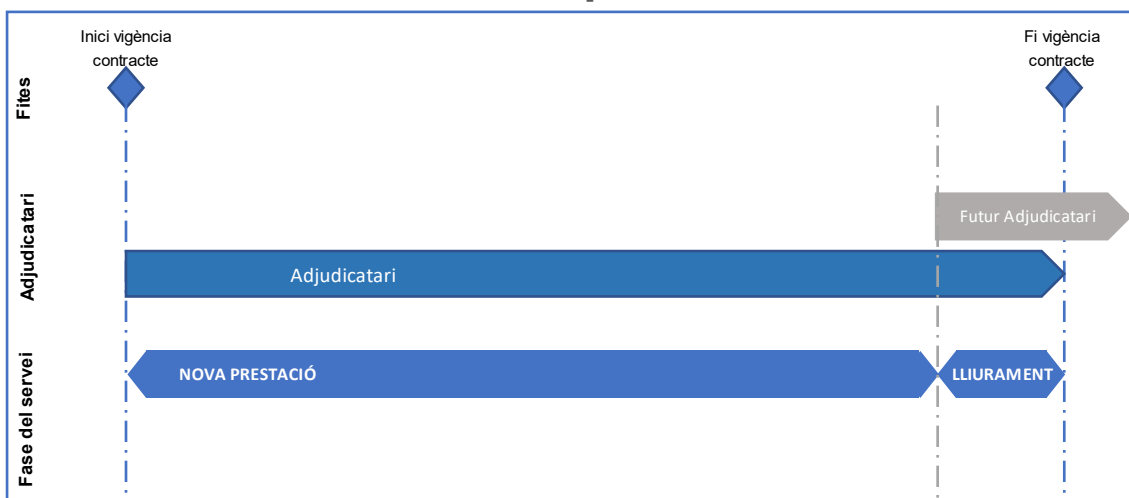 Inici vigència
contracte
Fi vigència
contracte
Fites
Futur Adjudicatari
Adjudicatari
Adjudicatari
NOVA PRESTACIÓ
LLIURAMENT
Fase del servei